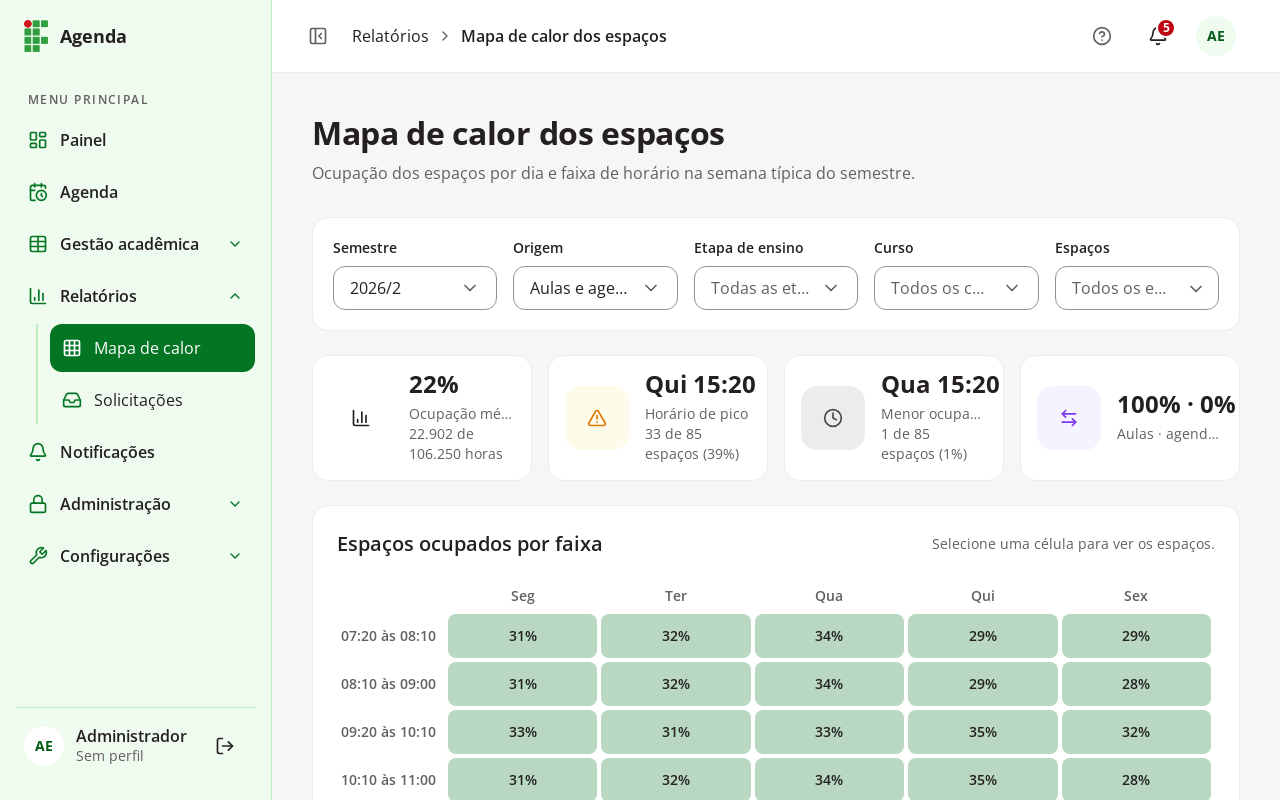 Agenda
MENU PRINCIPAL
Painel
Agenda
Gestão acadêmica
Relatórios
Mapa de calor
Solicitações
Notificações
Administração
Configurações
AE
Administrador
Sem perfil
Relatórios
Mapa de calor dos espaços
5
AE
Mapa de calor dos espaços
Ocupação dos espaços por dia e faixa de horário na semana típica do semestre.
Semestre
2026/2
Origem
Aulas e age…
Etapa de ensino
Todas as et…
Curso
Todos os c…
Espaços
Todos os e…
22%
Ocupação mé…
22.902 de
106.250 horas
Qui 15:20
Horário de pico
33 de 85
espaços (39%)
Qua 15:20
Menor ocupa…
1 de 85
espaços (1%)
100% · 0%
Aulas · agend…
Espaços ocupados por faixa
Selecione uma célula para ver os espaços.
Seg Ter Qua Qui Sex
07:20 às 08:10 31% 32% 34% 29% 29%
08:10 às 09:00 31% 32% 34% 29% 28%
09:20 às 10:10 33% 31% 33% 35% 32%
10:10 às 11:00 31% 32% 34% 35% 28%